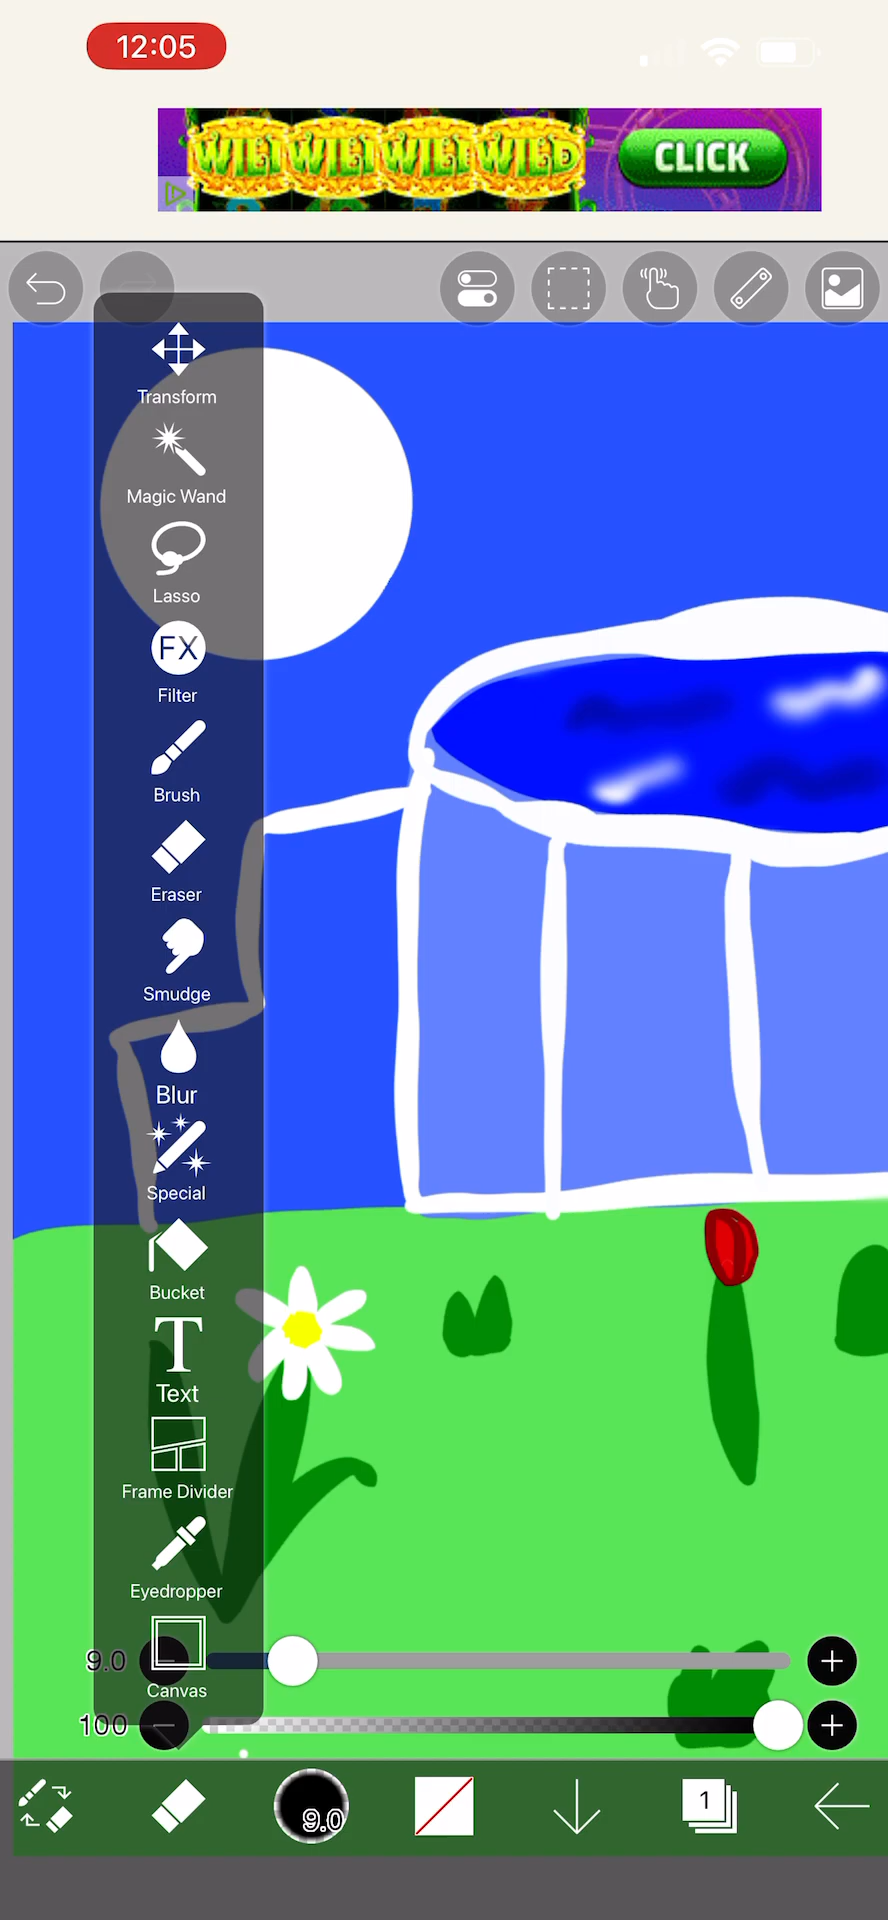 12:05
WILD WILD WILD WILD
CLICK
Transform
Magic Wand
Lasso
FX
Filter
Brush
Eraser
Smudge
Blur
Special
Bucket
T
Text
Frame Divider
Eyedropper
9.0
Canvas
100
9.0
1